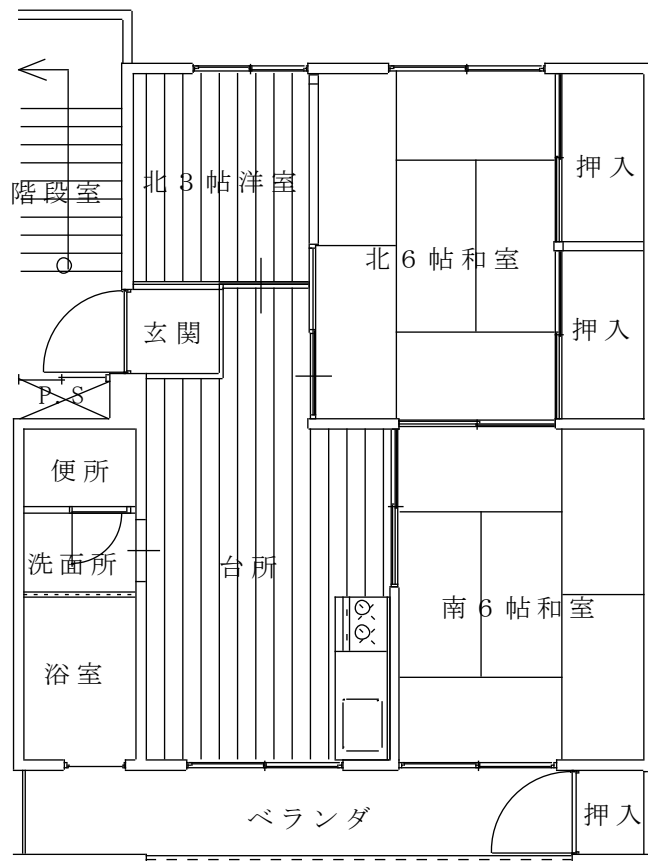 押入
階段室
北３帖洋室
北６帖和室
押入
玄関
P.S
便所
洗面所
台所
南６帖和室
浴室
ベランダ
押入